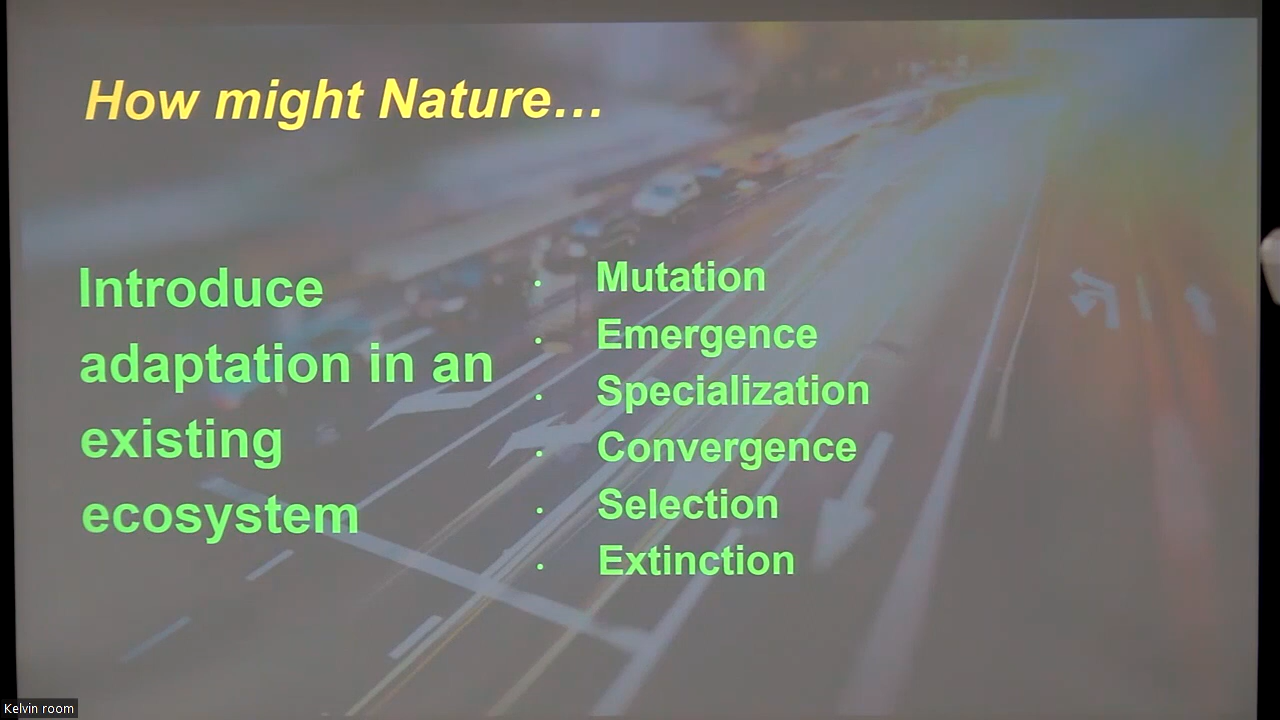 How might Nature...
Introduce
adaptation in an
existing
ecosystem
• Mutation
• Emergence
• Specialization
• Convergence
• Selection
• Extinction
Kelvin room